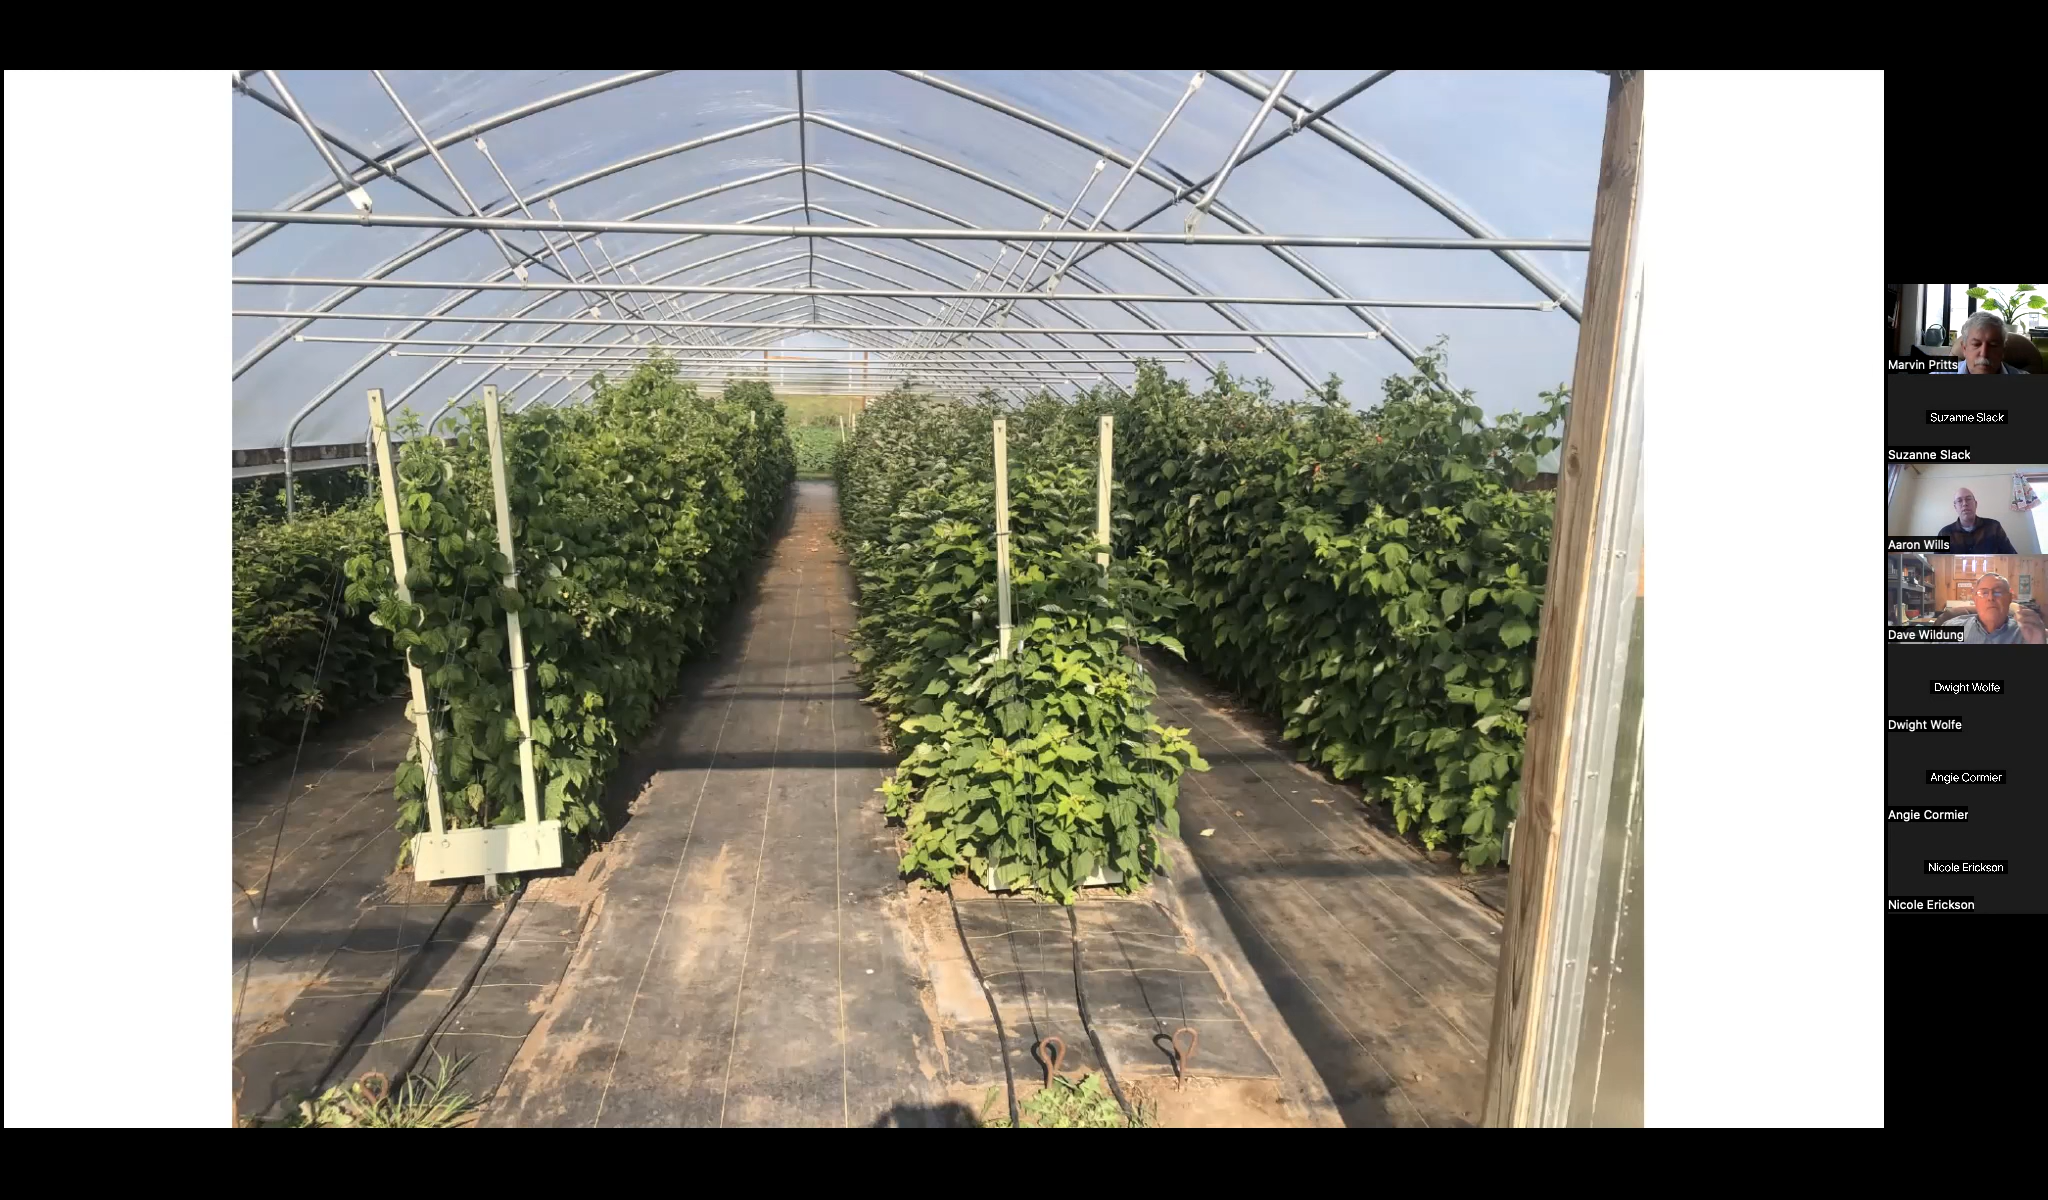 Marvin Pritts
Suzanne Slack
Suzanne Slack
Aaron Wills
Dave Wildung
Dwight Wolfe
Dwight Wolfe
Angie Cormier
Angie Cormier
Nicole Erickson
Nicole Erickson